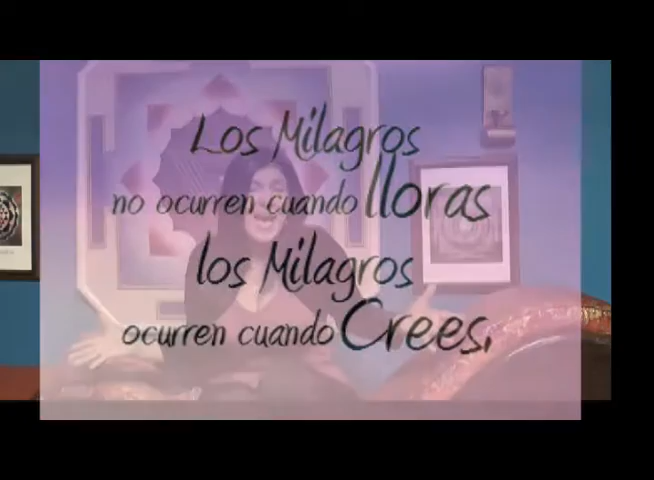 Los Milagros
no ocurren cuando lloras
los Milagros
ocurren cuando Crees.